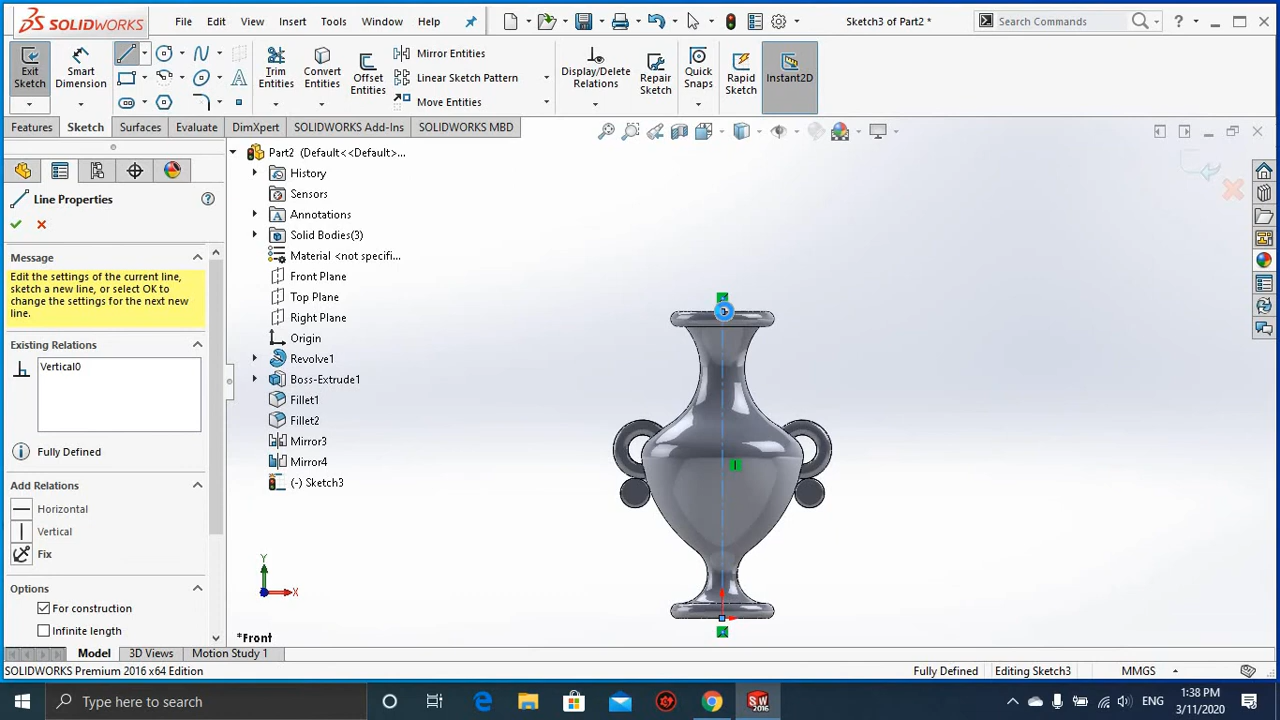 SOLIDWORKS
File Edit View Insert Tools Window Help
Sketch3 of Part2 *
Search Commands
Exit Sketch
Smart Dimension
Trim Entities
Convert Entities
Offset Entities
Mirror Entities
Linear Sketch Pattern
Move Entities
Display/Delete Relations
Repair Sketch
Quick Snaps
Rapid Sketch
Instant2D
Features Sketch Surfaces Evaluate DimXpert SOLIDWORKS Add-Ins SOLIDWORKS MBD
Line Properties
Message
Edit the settings of the current line,
sketch a new line, or select OK to
change the settings for the next new
line.
Existing Relations
Vertical0
Fully Defined
Add Relations
Horizontal
Vertical
Fix
Options
For construction
Infinite length
Part2 (Default<<Default>...
History
Sensors
Annotations
Solid Bodies(3)
Material <not specifi...
Front Plane
Top Plane
Right Plane
Origin
Revolve1
Boss-Extrude1
Fillet1
Fillet2
Mirror3
Mirror4
(-) Sketch3
Y
X
*Front
Model 3D Views Motion Study 1
SOLIDWORKS Premium 2016 x64 Edition
Fully Defined Editing Sketch3 MMGS
Type here to search
SW
2016
ENG
1:38 PM
3/11/2020